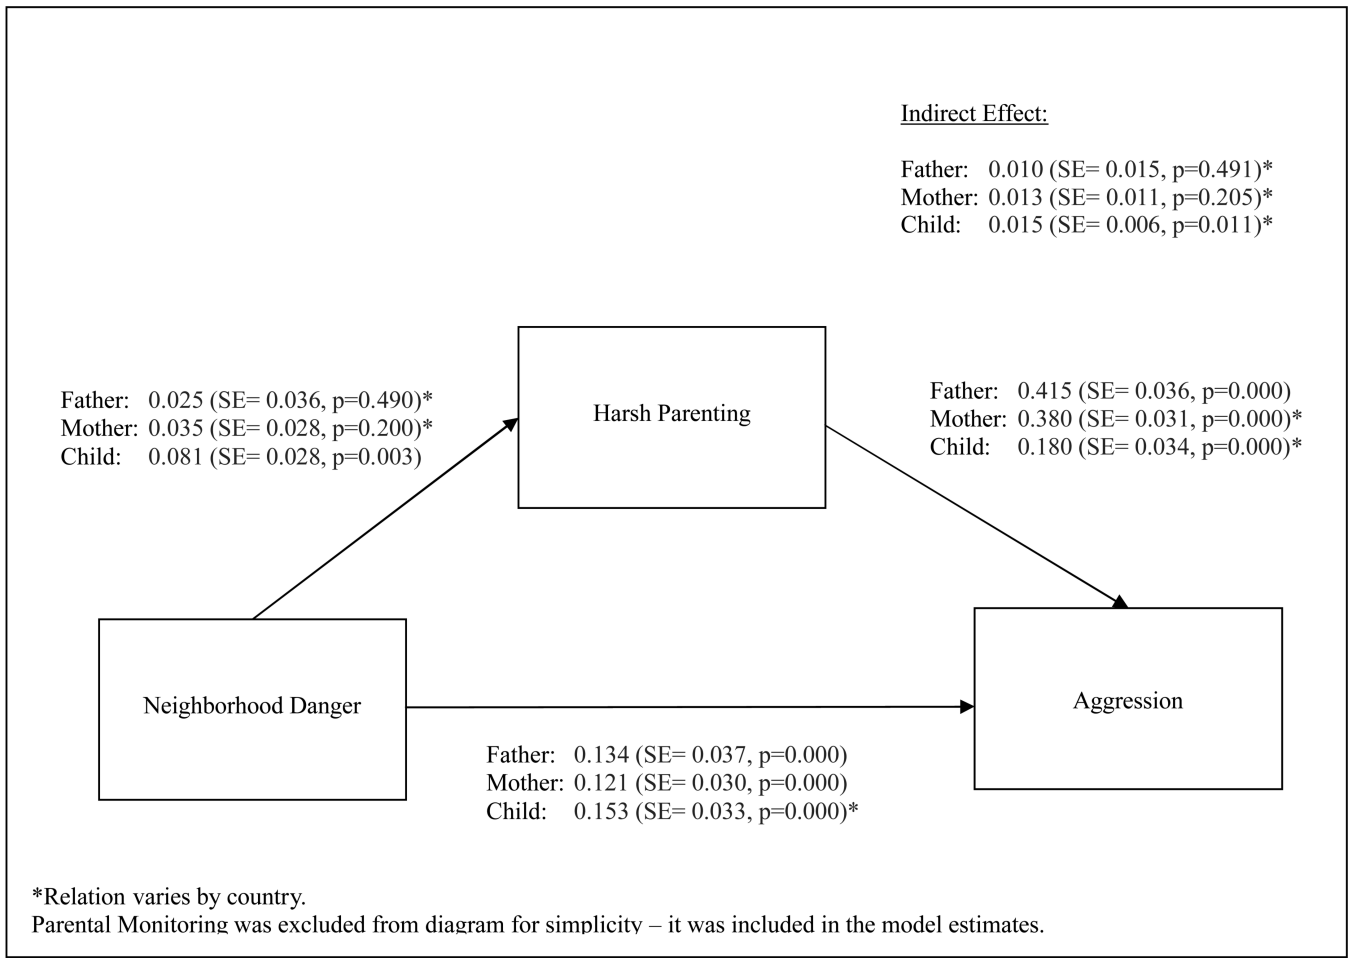 Indirect Effect:
Father: 0.010 (SE= 0.015, p=0.491)*
Mother: 0.013 (SE= 0.011, p=0.205)*
Child: 0.015 (SE= 0.006, p=0.011)*
Father: 0.025 (SE= 0.036, p=0.490)*
Mother: 0.035 (SE= 0.028, p=0.200)*
Child: 0.081 (SE= 0.028, p=0.003)
Harsh Parenting
Father: 0.415 (SE= 0.036, p=0.000)
Mother: 0.380 (SE= 0.031, p=0.000)*
Child: 0.180 (SE= 0.034, p=0.000)*
Neighborhood Danger
Aggression
Father: 0.134 (SE= 0.037, p=0.000)
Mother: 0.121 (SE= 0.030, p=0.000)
Child: 0.153 (SE= 0.033, p=0.000)*
*Relation varies by country.
Parental Monitoring was excluded from diagram for simplicity – it was included in the model estimates.